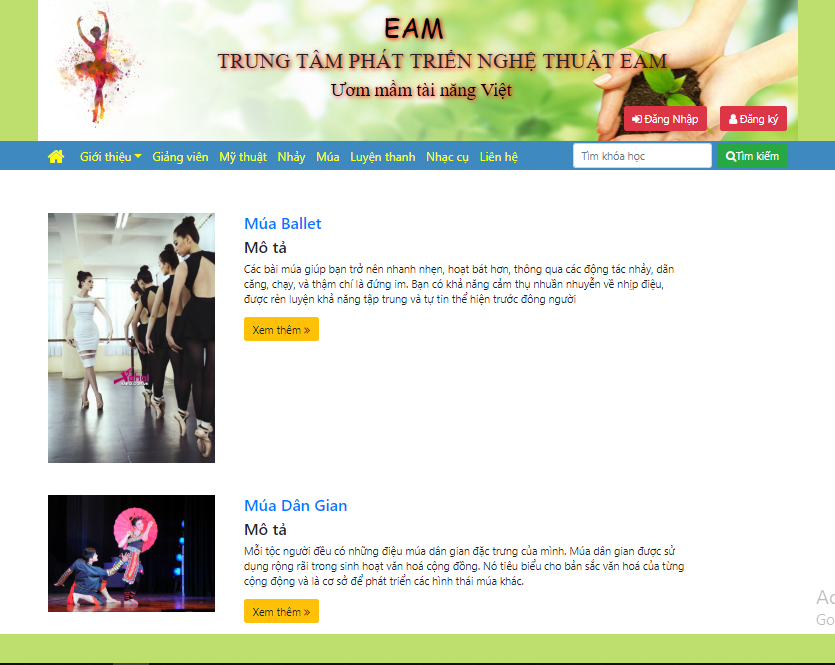 EAM
TRUNG TÂM PHÁT TRIỂN NGHỆ THUẬT EAM
Ươm mầm tài năng Việt
Đăng Nhập Đăng ký
Giới thiệu Giảng viên Mỹ thuật Nhảy Múa Luyện thanh Nhạc cụ Liên hệ Tìm khóa học Tìm kiếm
Múa Ballet
Mô tả
Các bài múa giúp bạn trở nên nhanh nhẹn, hoạt bát hơn, thông qua các động tác nhảy, dãn
căng, chạy, và thậm chí là đứng im. Bạn có khả năng cảm thụ nhuần nhuyễn về nhịp điệu,
được rèn luyện khả năng tập trung và tự tin thể hiện trước đông người
Xem thêm »
Múa Dân Gian
Mô tả
Mỗi tộc người đều có những điệu múa dân gian đặc trưng của mình. Múa dân gian được sử
dụng rộng rãi trong sinh hoạt văn hoá cộng đồng. Nó tiêu biểu cho bản sắc văn hoá của từng
cộng động và là cơ sở để phát triển các hình thái múa khác.
Xem thêm »
Ac
Go